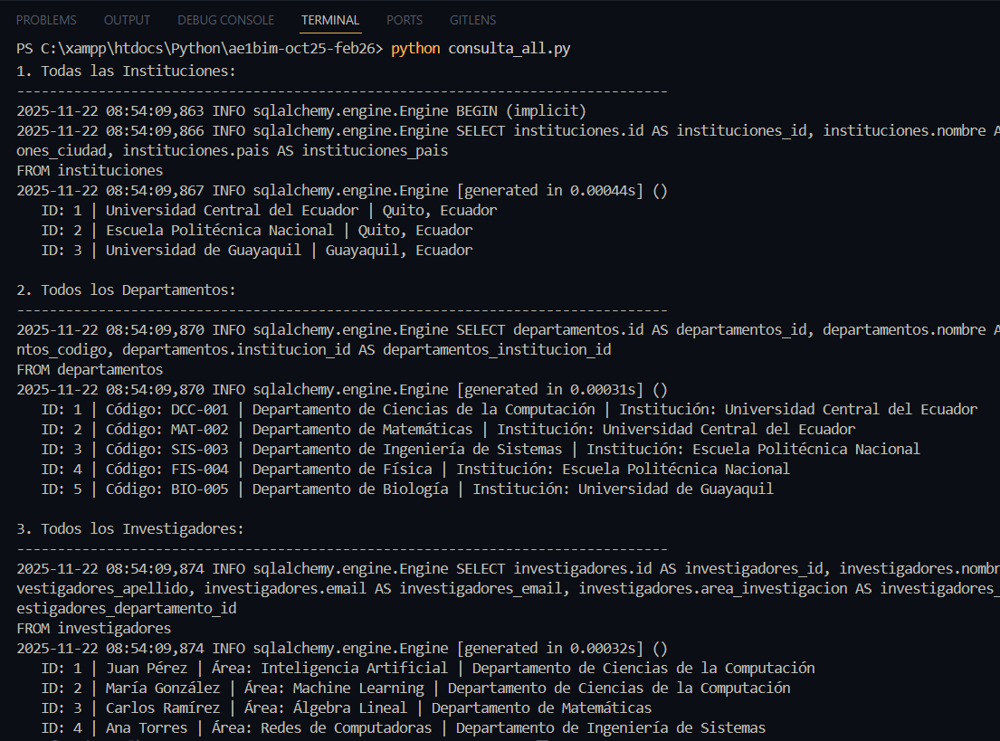 PROBLEMS OUTPUT DEBUG CONSOLE TERMINAL PORTS GITLENS
PS C:\xampp\htdocs\Python\ae1bim-oct25-feb26> python consulta_all.py
1. Todas las Instituciones:
--------------------------------------------------------------------------------
2025-11-22 08:54:09,863 INFO sqlalchemy.engine.Engine BEGIN (implicit)
2025-11-22 08:54:09,866 INFO sqlalchemy.engine.Engine SELECT instituciones.id AS instituciones_id, instituciones.nombre A
ones_ciudad, instituciones.pais AS instituciones_pais
FROM instituciones
2025-11-22 08:54:09,867 INFO sqlalchemy.engine.Engine [generated in 0.00044s] ()
ID: 1 | Universidad Central del Ecuador | Quito, Ecuador
ID: 2 | Escuela Politécnica Nacional | Quito, Ecuador
ID: 3 | Universidad de Guayaquil | Guayaquil, Ecuador
2. Todos los Departamentos:
--------------------------------------------------------------------------------
2025-11-22 08:54:09,870 INFO sqlalchemy.engine.Engine SELECT departamentos.id AS departamentos_id, departamentos.nombre A
ntos_codigo, departamentos.institucion_id AS departamentos_institucion_id
FROM departamentos
2025-11-22 08:54:09,870 INFO sqlalchemy.engine.Engine [generated in 0.00031s] ()
ID: 1 | Código: DCC-001 | Departamento de Ciencias de la Computación | Institución: Universidad Central del Ecuador
ID: 2 | Código: MAT-002 | Departamento de Matemáticas | Institución: Universidad Central del Ecuador
ID: 3 | Código: SIS-003 | Departamento de Ingeniería de Sistemas | Institución: Escuela Politécnica Nacional
ID: 4 | Código: FIS-004 | Departamento de Física | Institución: Escuela Politécnica Nacional
ID: 5 | Código: BIO-005 | Departamento de Biología | Institución: Universidad de Guayaquil
3. Todos los Investigadores:
--------------------------------------------------------------------------------
2025-11-22 08:54:09,874 INFO sqlalchemy.engine.Engine SELECT investigadores.id AS investigadores_id, investigadores.nombr
vestigadores_apellido, investigadores.email AS investigadores_email, investigadores.area_investigacion AS investigadores_
estigadores_departamento_id
FROM investigadores
2025-11-22 08:54:09,874 INFO sqlalchemy.engine.Engine [generated in 0.00032s] ()
ID: 1 | Juan Pérez | Área: Inteligencia Artificial | Departamento de Ciencias de la Computación
ID: 2 | María González | Área: Machine Learning | Departamento de Ciencias de la Computación
ID: 3 | Carlos Ramírez | Área: Álgebra Lineal | Departamento de Matemáticas
ID: 4 | Ana Torres | Área: Redes de Computadoras | Departamento de Ingeniería de Sistemas